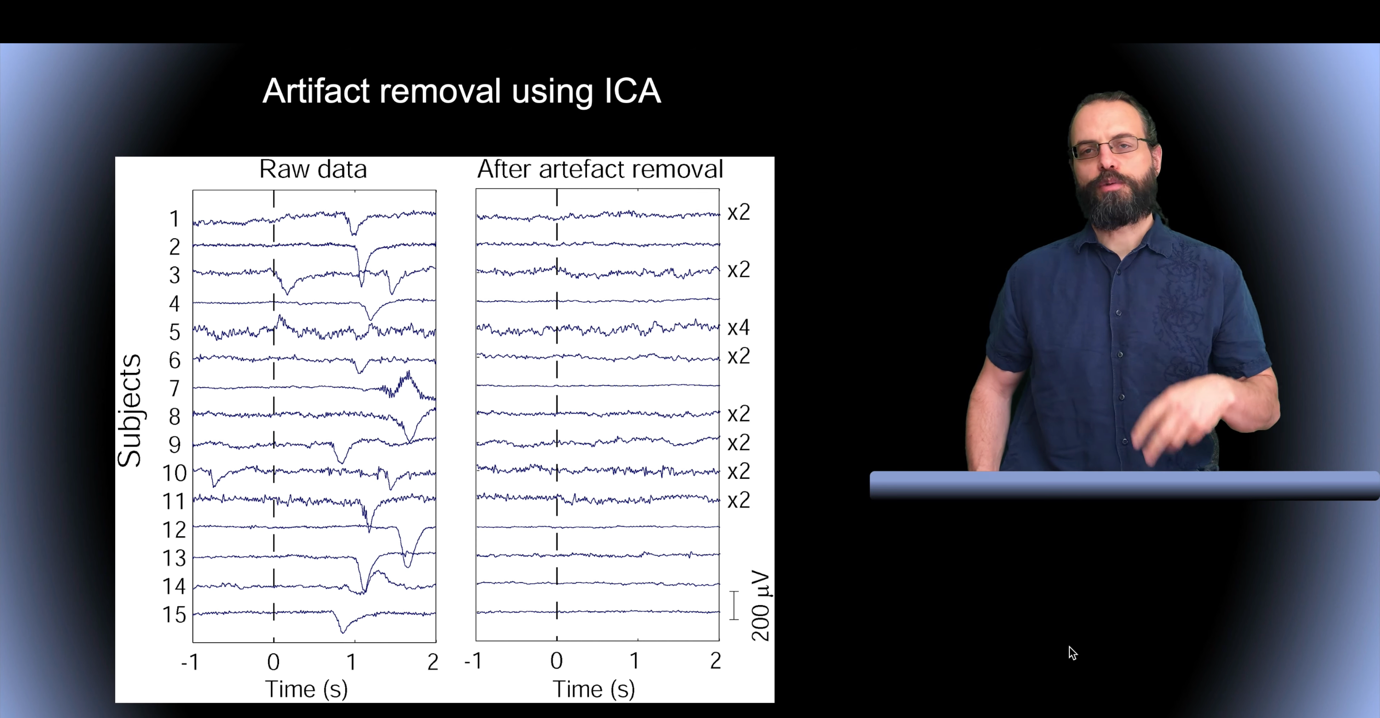 Artifact removal using ICA
Raw data
After artefact removal
Subjects
1
2
3
4
5
6
7
8
9
10
11
12
13
14
15
x2
x2
x4
x2
x2
x2
x2
x2
200 μV
-1 0 1 2
-1 0 1 2
Time (s)
Time (s)